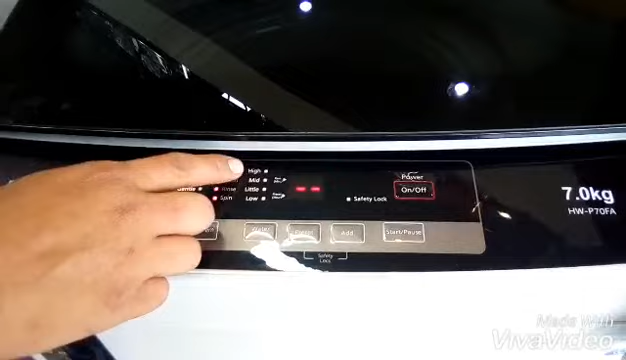 Power
High
Mid
Little
Low
Gentle
Rinse
Spin
On/Off
Safety Lock
7.0kg
HW-P70FA
Water
Add
Start/Pause
Safety
Lock
Made With
VivaVideo